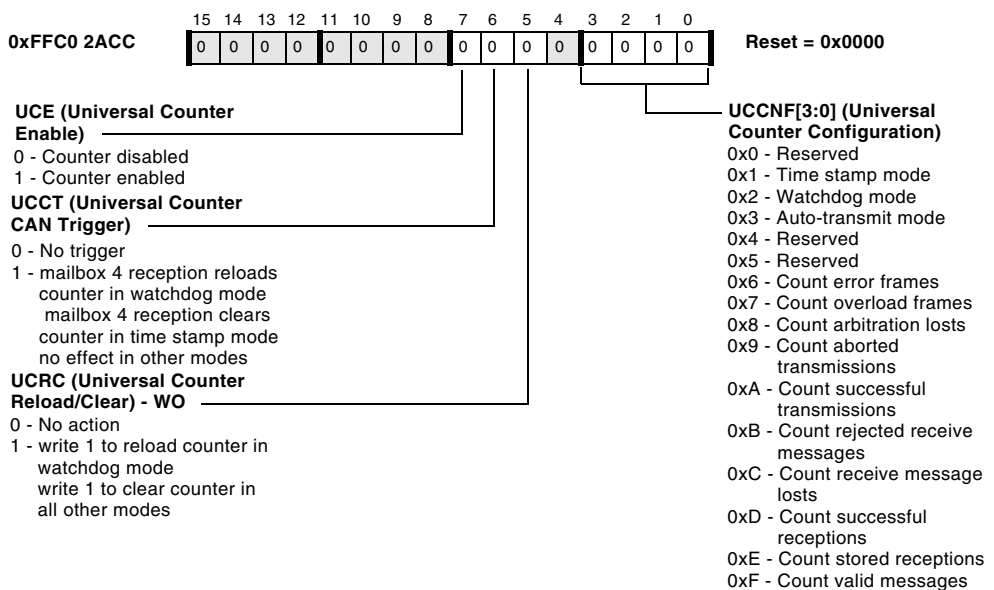 15 14 13 12 11 10 9 8 7 6 5 4 3 2 1 0
0xFFC0 2ACC
0 0 0 0 0 0 0 0 0 0 0 0 0 0 0 0
Reset = 0x0000
UCE (Universal Counter
Enable)
0 - Counter disabled
1 - Counter enabled
UCCT (Universal Counter
CAN Trigger)
0 - No trigger
1 - mailbox 4 reception reloads
counter in watchdog mode
mailbox 4 reception clears
counter in time stamp mode
no effect in other modes
UCRC (Universal Counter
Reload/Clear) - WO
0 - No action
1 - write 1 to reload counter in
watchdog mode
write 1 to clear counter in
all other modes
UCCNF[3:0] (Universal
Counter Configuration)
0x0 - Reserved
0x1 - Time stamp mode
0x2 - Watchdog mode
0x3 - Auto-transmit mode
0x4 - Reserved
0x5 - Reserved
0x6 - Count error frames
0x7 - Count overload frames
0x8 - Count arbitration losts
0x9 - Count aborted
transmissions
0xA - Count successful
transmissions
0xB - Count rejected receive
messages
0xC - Count receive message
losts
0xD - Count successful
receptions
0xE - Count stored receptions
0xF - Count valid messages